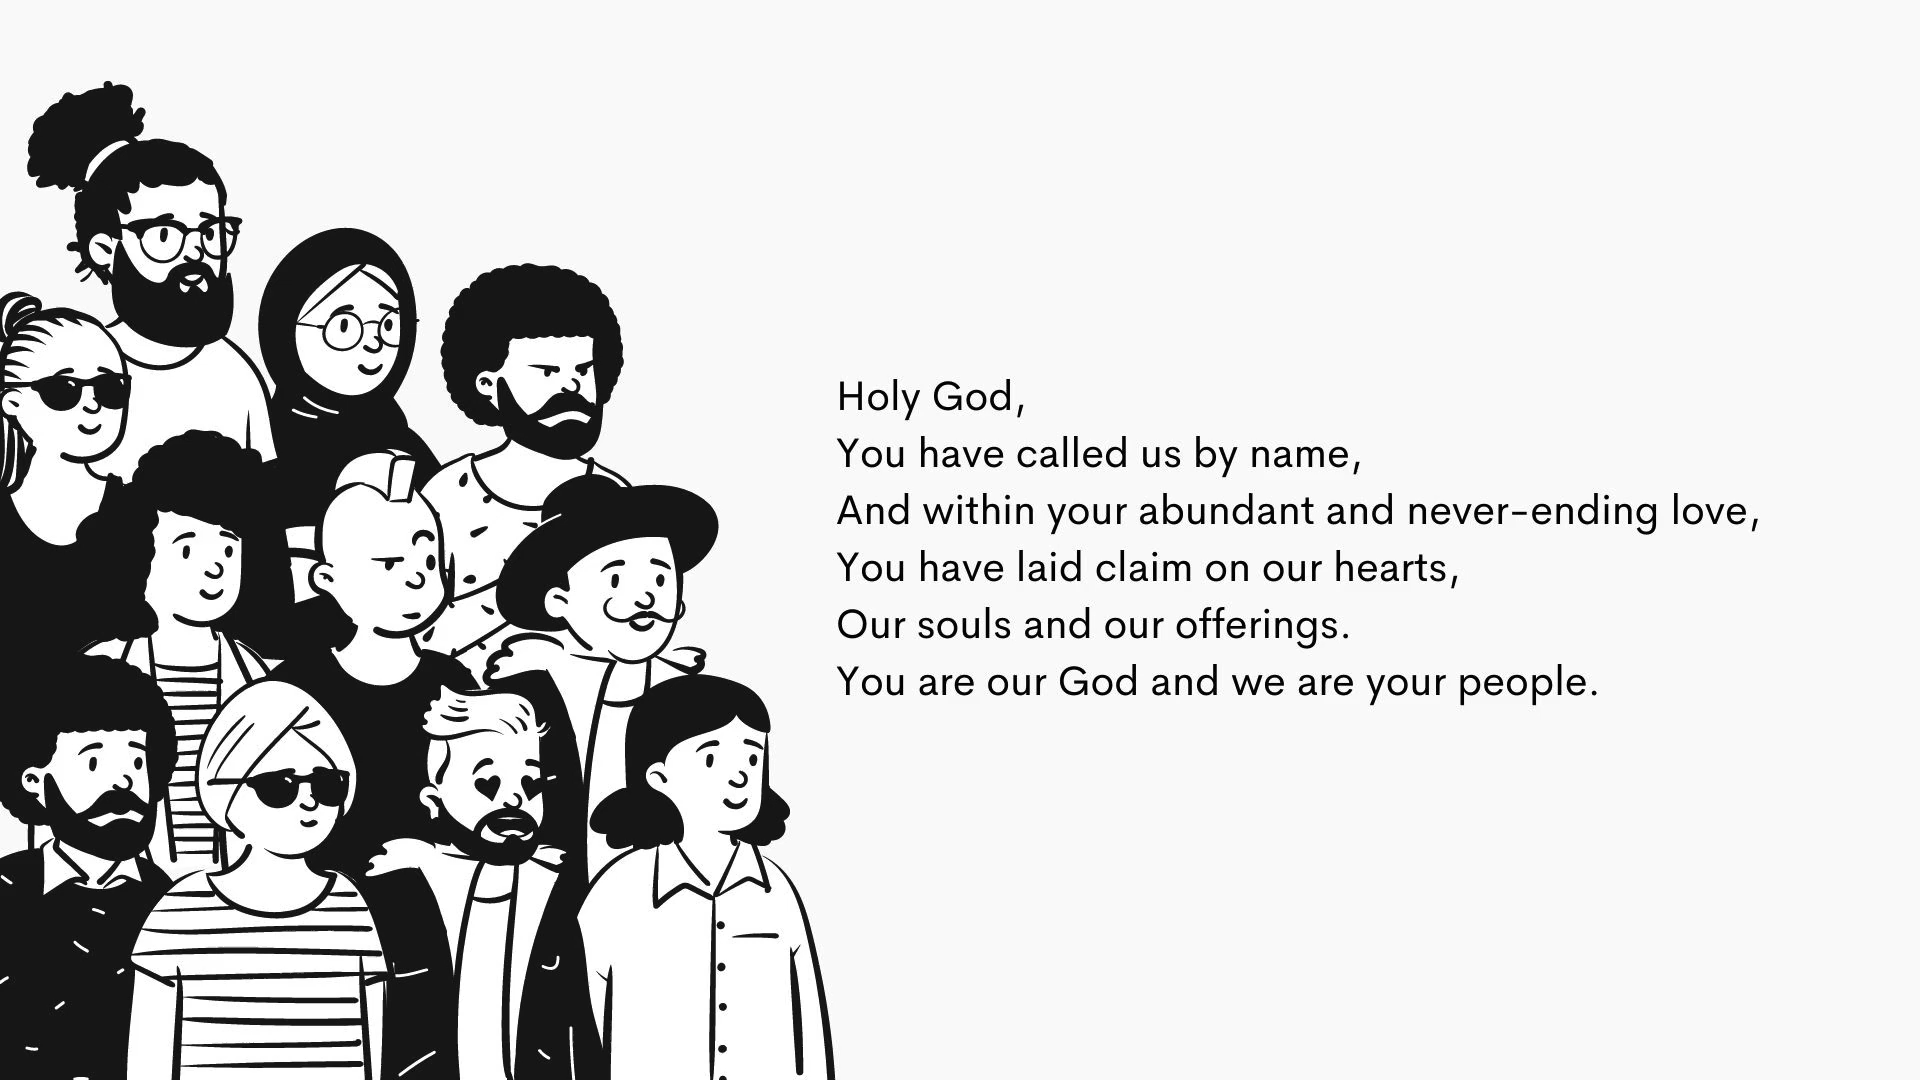 Holy God,
You have called us by name,
And within your abundant and never-ending love,
You have laid claim on our hearts,
Our souls and our offerings.
You are our God and we are your people.